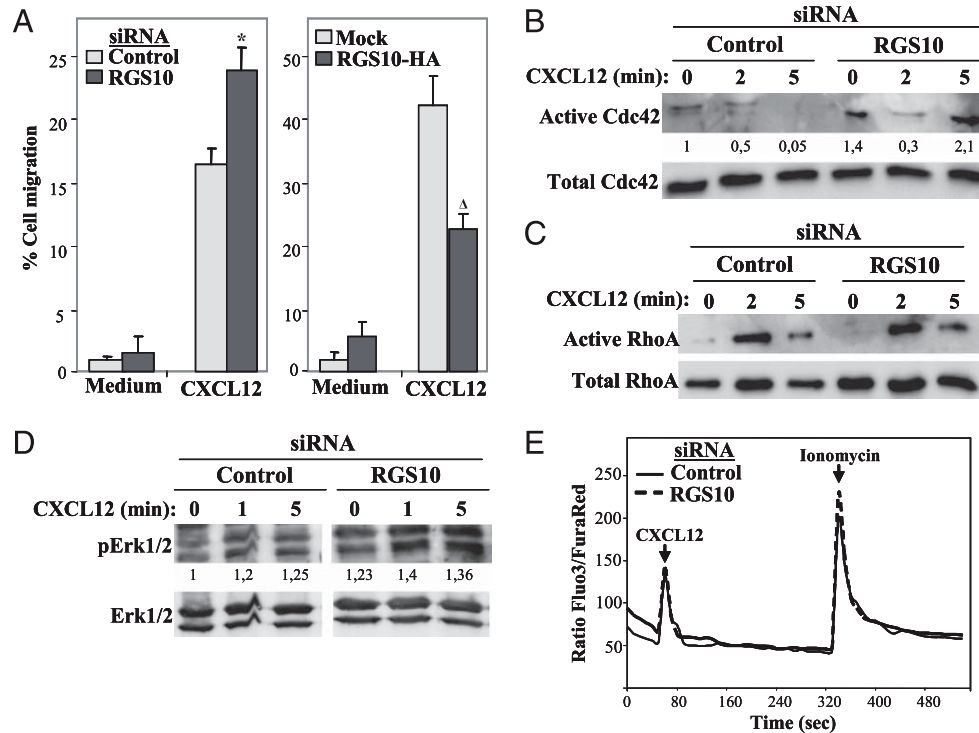 A
siRNA
Control
RGS10
*
Mock
RGS10-HA
Δ
% Cell migration
25
20
15
10
5
0
50
40
30
20
10
0
Medium CXCL12
Medium CXCL12
B
siRNA
Control RGS10
CXCL12 (min): 0 2 5 0 2 5
Active Cdc42
1 0,5 0,05 1,4 0,3 2,1
Total Cdc42
C
siRNA
Control RGS10
CXCL12 (min): 0 2 5 0 2 5
Active RhoA
Total RhoA
D
siRNA
Control RGS10
CXCL12 (min): 0 1 5 0 1 5
pErk1/2
1 1,2 1,25 1,23 1,4 1,36
Erk1/2
E
siRNA
Control
RGS10
Ionomycin
CXCL12
Ratio Fluo3/FuraRed
250
200
150
100
50
0 80 160 240 320 400 480
Time (sec)